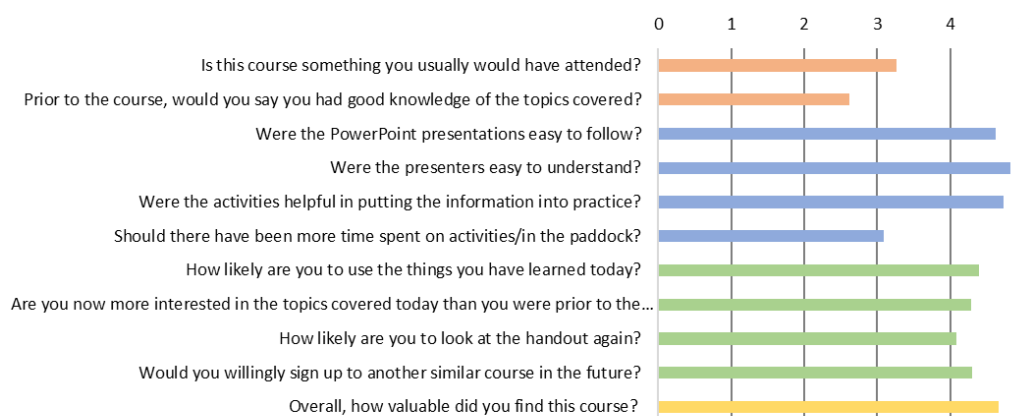 0 1 2 3 4
Is this course something you usually would have attended?
Prior to the course, would you say you had good knowledge of the topics covered?
Were the PowerPoint presentations easy to follow?
Were the presenters easy to understand?
Were the activities helpful in putting the information into practice?
Should there have been more time spent on activities/in the paddock?
How likely are you to use the things you have learned today?
Are you now more interested in the topics covered today than you were prior to the...
How likely are you to look at the handout again?
Would you willingly sign up to another similar course in the future?
Overall, how valuable did you find this course?